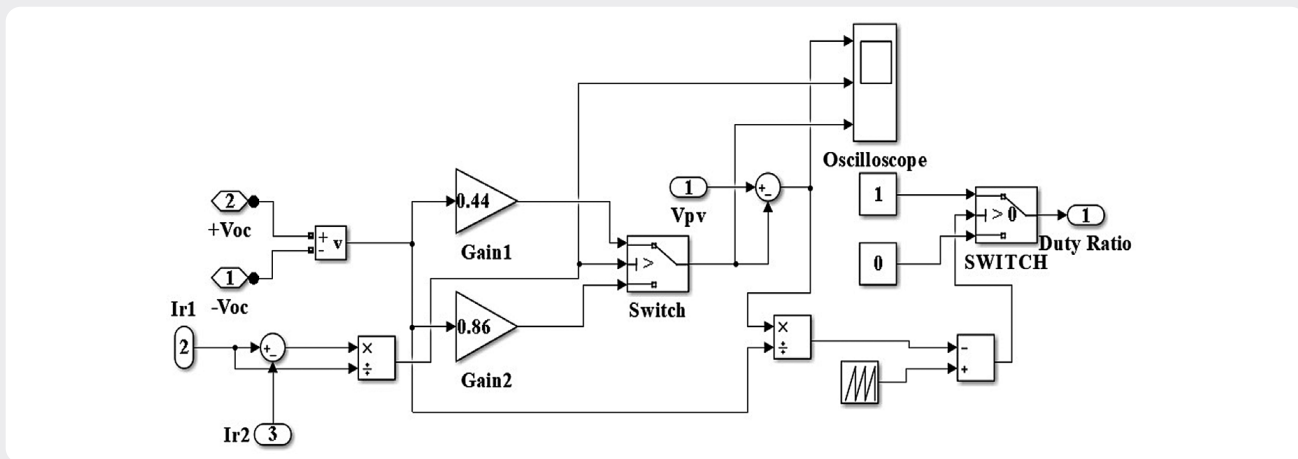 Oscilloscope
2
+Voc
+
-
v
1
-Voc
0.44
Gain1
1
Vpv
+
-
>
Switch
1
0
> 0
SWITCH
1
Duty Ratio
Ir1
2
+
-
×
÷
0.86
Gain2
×
÷
-
+
Ir2
3